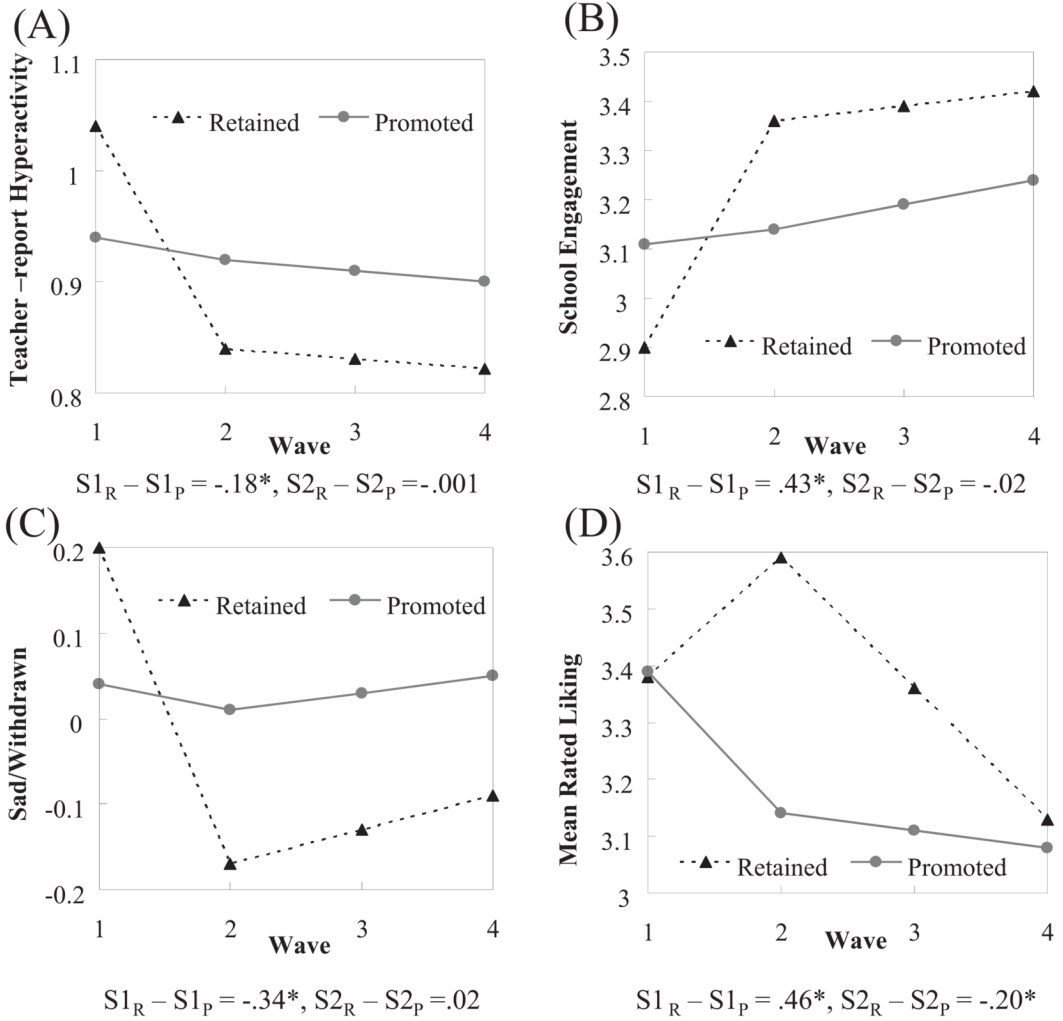 (A)
Teacher –report Hyperactivity
1.1
1
0.9
0.8
Retained
Promoted
1 2 3 4
Wave
S1R – S1P = -.18*, S2R – S2P = -.001
(B)
School Engagement
3.5
3.4
3.3
3.2
3.1
3
2.9
2.8
Retained
Promoted
1 2 3 4
Wave
S1R – S1P = .43*, S2R – S2P = -.02
(C)
Sad/Withdrawn
0.2
0.1
0
-0.1
-0.2
Retained
Promoted
1 2 3 4
Wave
S1R – S1P = -.34*, S2R – S2P =.02
(D)
Mean Rated Liking
3.6
3.5
3.4
3.3
3.2
3.1
3
Retained
Promoted
1 2 3 4
Wave
S1R – S1P = .46*, S2R – S2P = -.20*